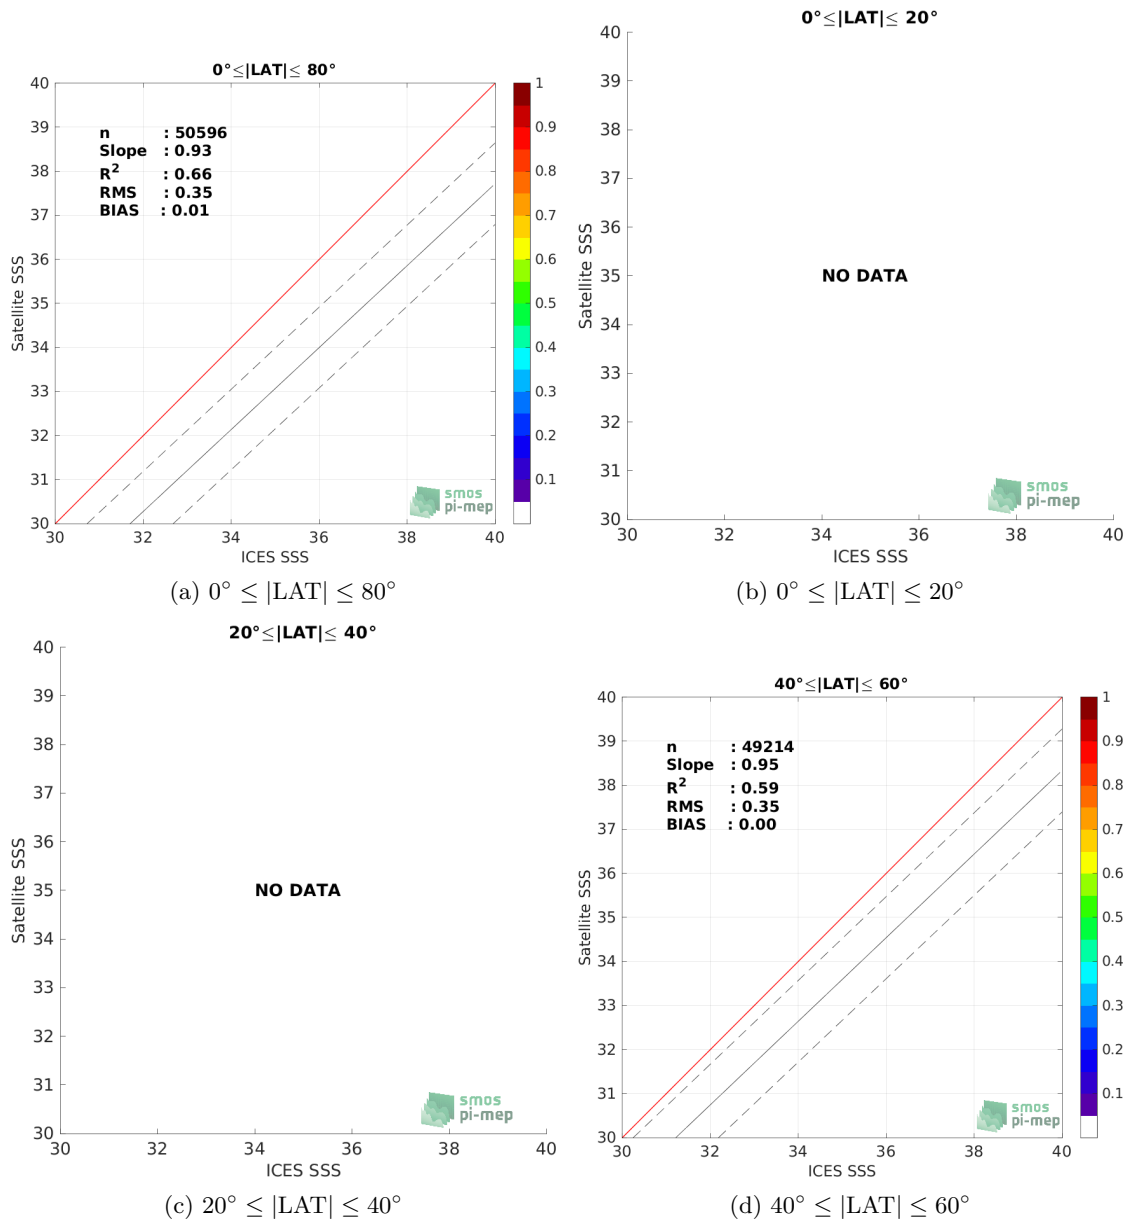 0°≤|LAT|≤ 80°
40
39
38
37
36
35
34
33
32
31
30
Satellite SSS
n : 50596
Slope : 0.93
R² : 0.66
RMS : 0.35
BIAS : 0.01
smos
pi-mep
30 32 34 36 38 40
ICES SSS
1
0.9
0.8
0.7
0.6
0.5
0.4
0.3
0.2
0.1
(a) 0° ≤ |LAT| ≤ 80°
0°≤|LAT|≤ 20°
40
39
38
37
36
35
34
33
32
31
30
Satellite SSS
NO DATA
smos
pi-mep
30 32 34 36 38 40
ICES SSS
(b) 0° ≤ |LAT| ≤ 20°
20°≤|LAT|≤ 40°
40
39
38
37
36
35
34
33
32
31
30
Satellite SSS
NO DATA
smos
pi-mep
30 32 34 36 38 40
ICES SSS
(c) 20° ≤ |LAT| ≤ 40°
40°≤|LAT|≤ 60°
40
39
38
37
36
35
34
33
32
31
30
Satellite SSS
n : 49214
Slope : 0.95
R² : 0.59
RMS : 0.35
BIAS : 0.00
smos
pi-mep
30 32 34 36 38 40
ICES SSS
1
0.9
0.8
0.7
0.6
0.5
0.4
0.3
0.2
0.1
(d) 40° ≤ |LAT| ≤ 60°